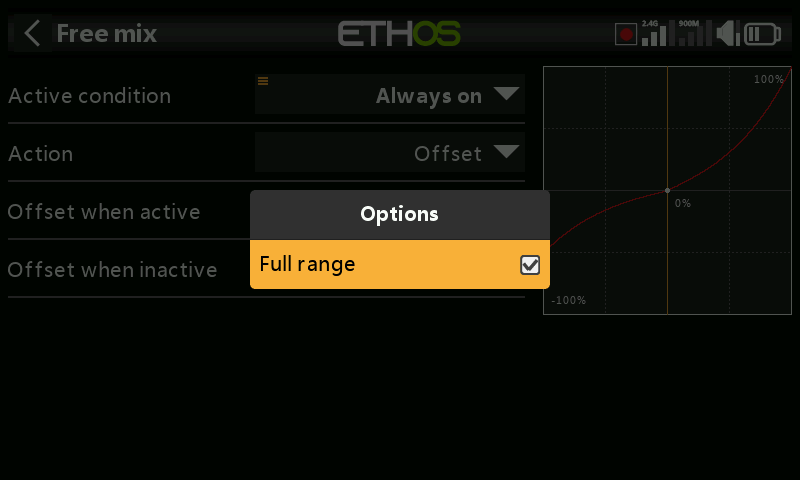 Free mix
ETHOS
2.4G
900M
Active condition
Always on
100%
Action
Offset
Offset when active
Options
0%
Offset when inactive
Full range
-100%